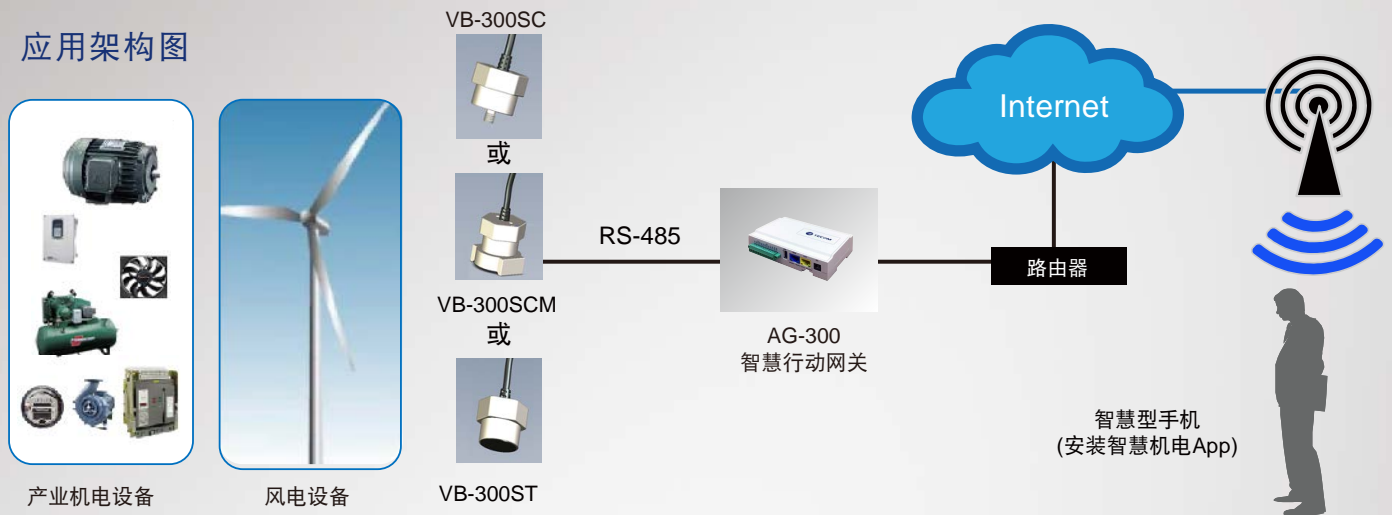 应用架构图
VB-300SC
或
VB-300SCM
或
VB-300ST
产业机电设备
风电设备
RS-485
TECOM
AG-300
智慧行动网关
路由器
Internet
智慧型手机
(安装智慧机电App)